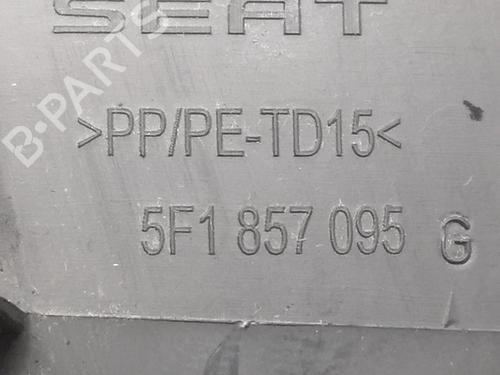 SEAT
B-PARTS
>PP/PE-TD15<
5F1 857 095 G